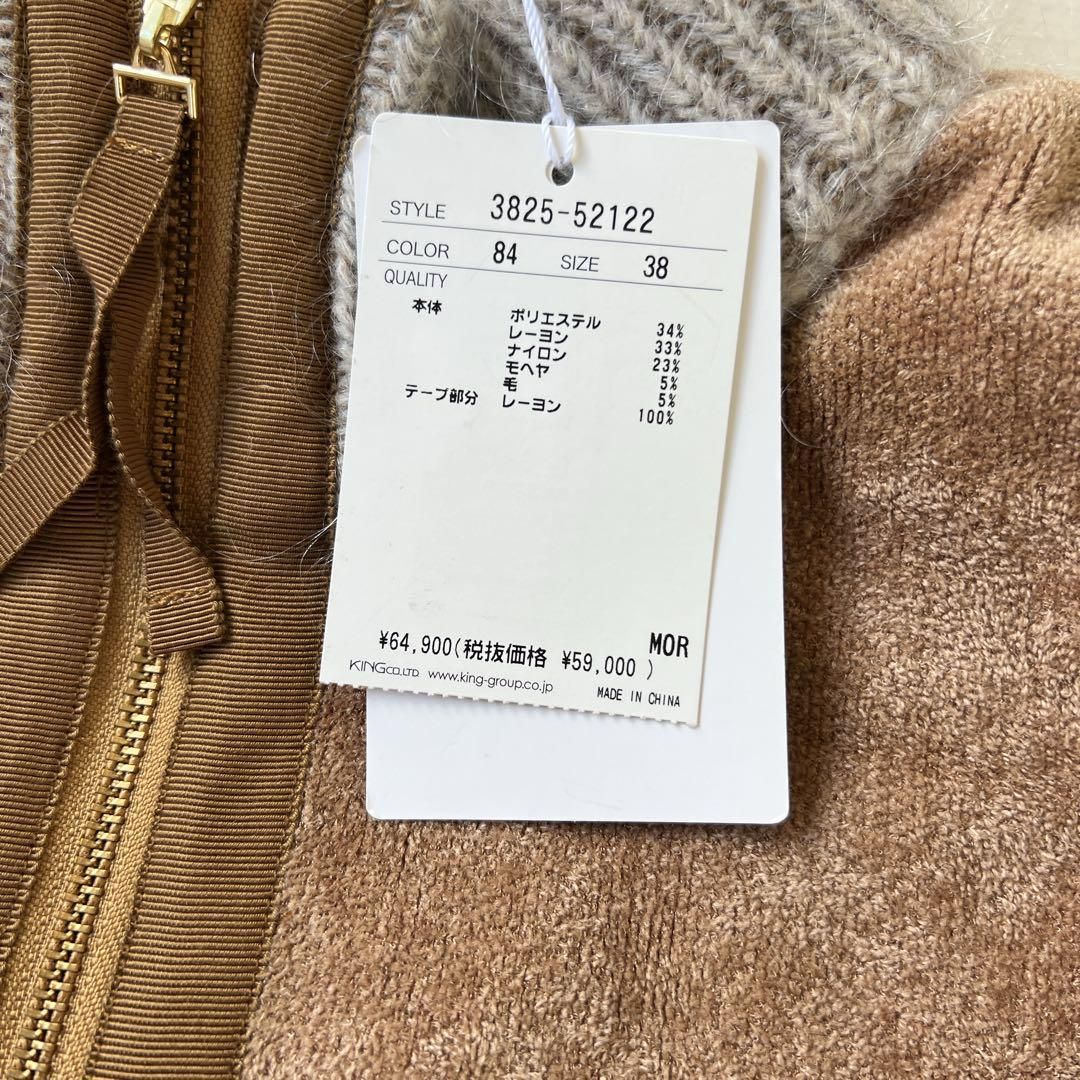 STYLE 3825-52122
COLOR 84 SIZE 38
QUALITY
本体 ポリエステル 34%
レーヨン 33%
ナイロン 23%
モヘヤ 5%
毛 5%
テープ部分 レーヨン 100%
MOR
¥64,900(税抜価格 ¥59,000 )
KING CO.,LTD www.king-group.co.jp MADE IN CHINA